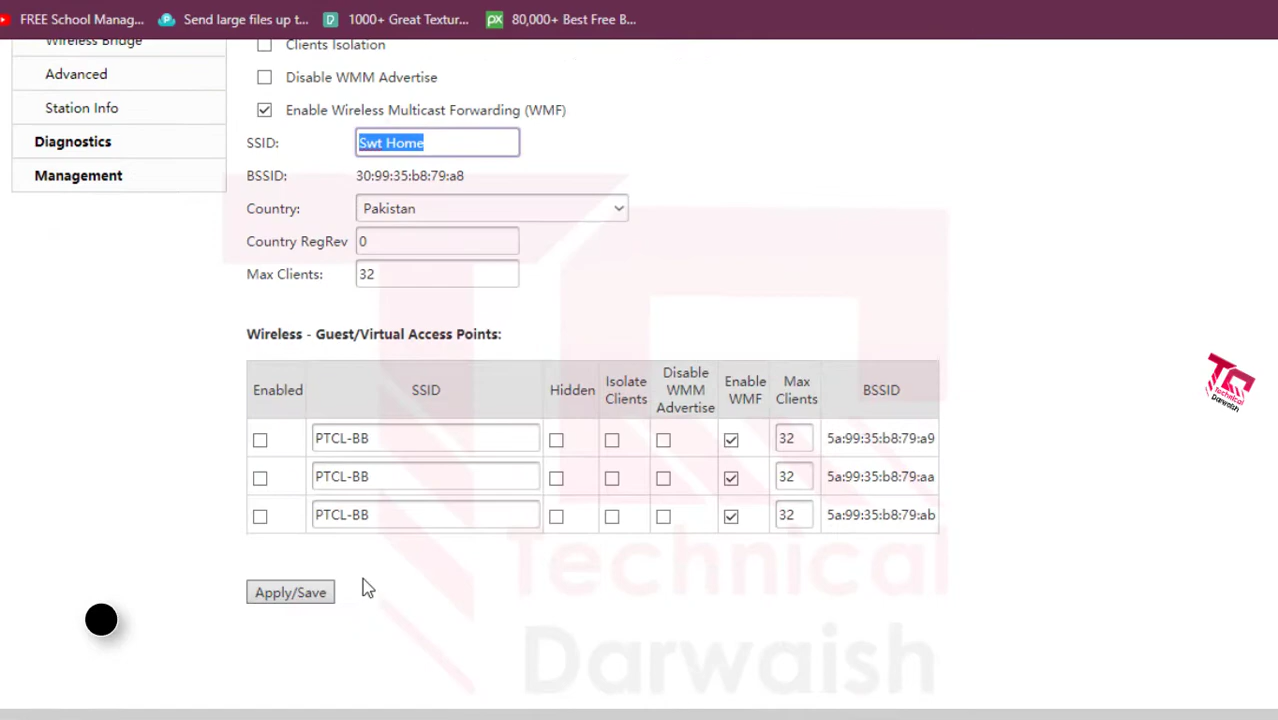 FREE School Manag... Send large files up t... 1000+ Great Textur... px 80,000+ Best Free B...
Wireless Bridge
Clients Isolation
Advanced
Disable WMM Advertise
Station Info
Enable Wireless Multicast Forwarding (WMF)
Diagnostics
SSID: Swt Home
Management
BSSID: 30:99:35:b8:79:a8
Country: Pakistan
Country RegRev 0
Max Clients: 32
Wireless - Guest/Virtual Access Points:
Enabled SSID Hidden Isolate Clients Disable WMM Advertise Enable WMF Max Clients BSSID
PTCL-BB 32 5a:99:35:b8:79:a9
PTCL-BB 32 5a:99:35:b8:79:aa
PTCL-BB 32 5a:99:35:b8:79:ab
Apply/Save
Technical
Darwaish
Technical
Darwaish